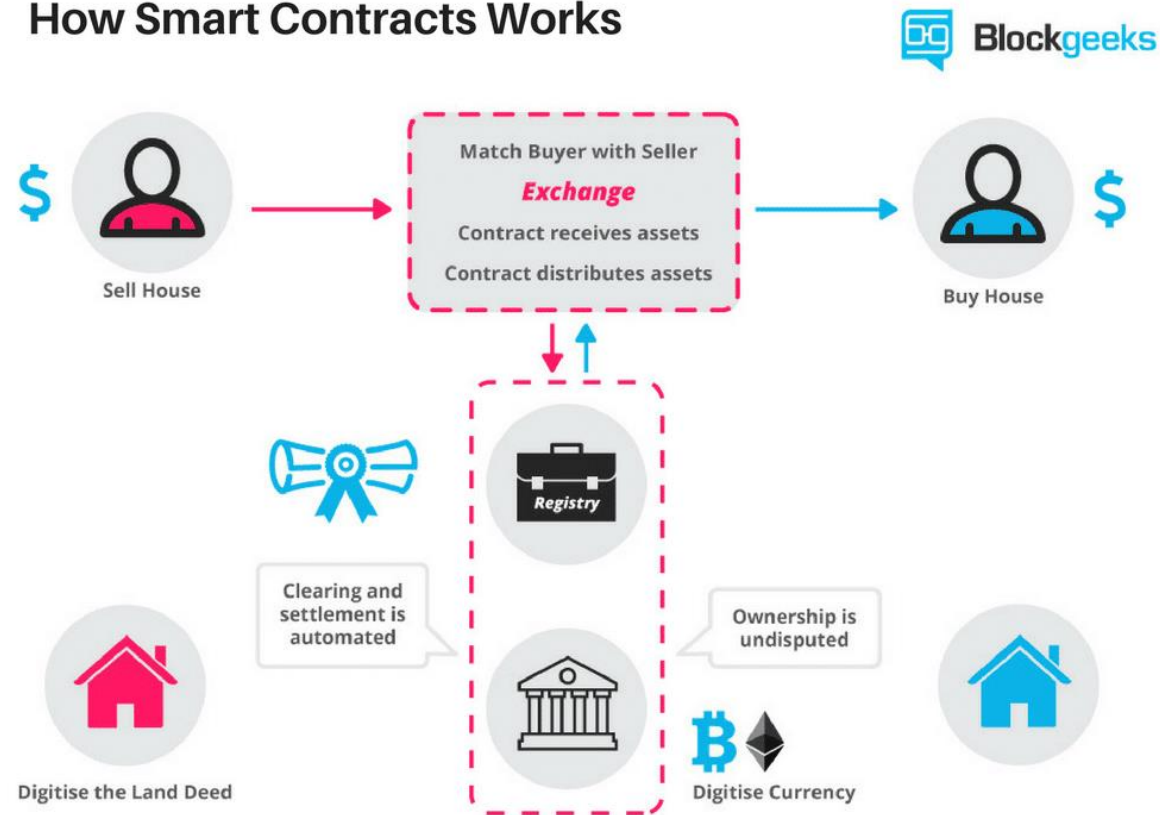 How Smart Contracts Works
Blockgeeks
Match Buyer with Seller
Exchange
Contract receives assets
Contract distributes assets
$
Sell House
$
Buy House
Registry
Clearing and
settlement is
automated
Ownership is
undisputed
Digitise the Land Deed
Digitise Currency